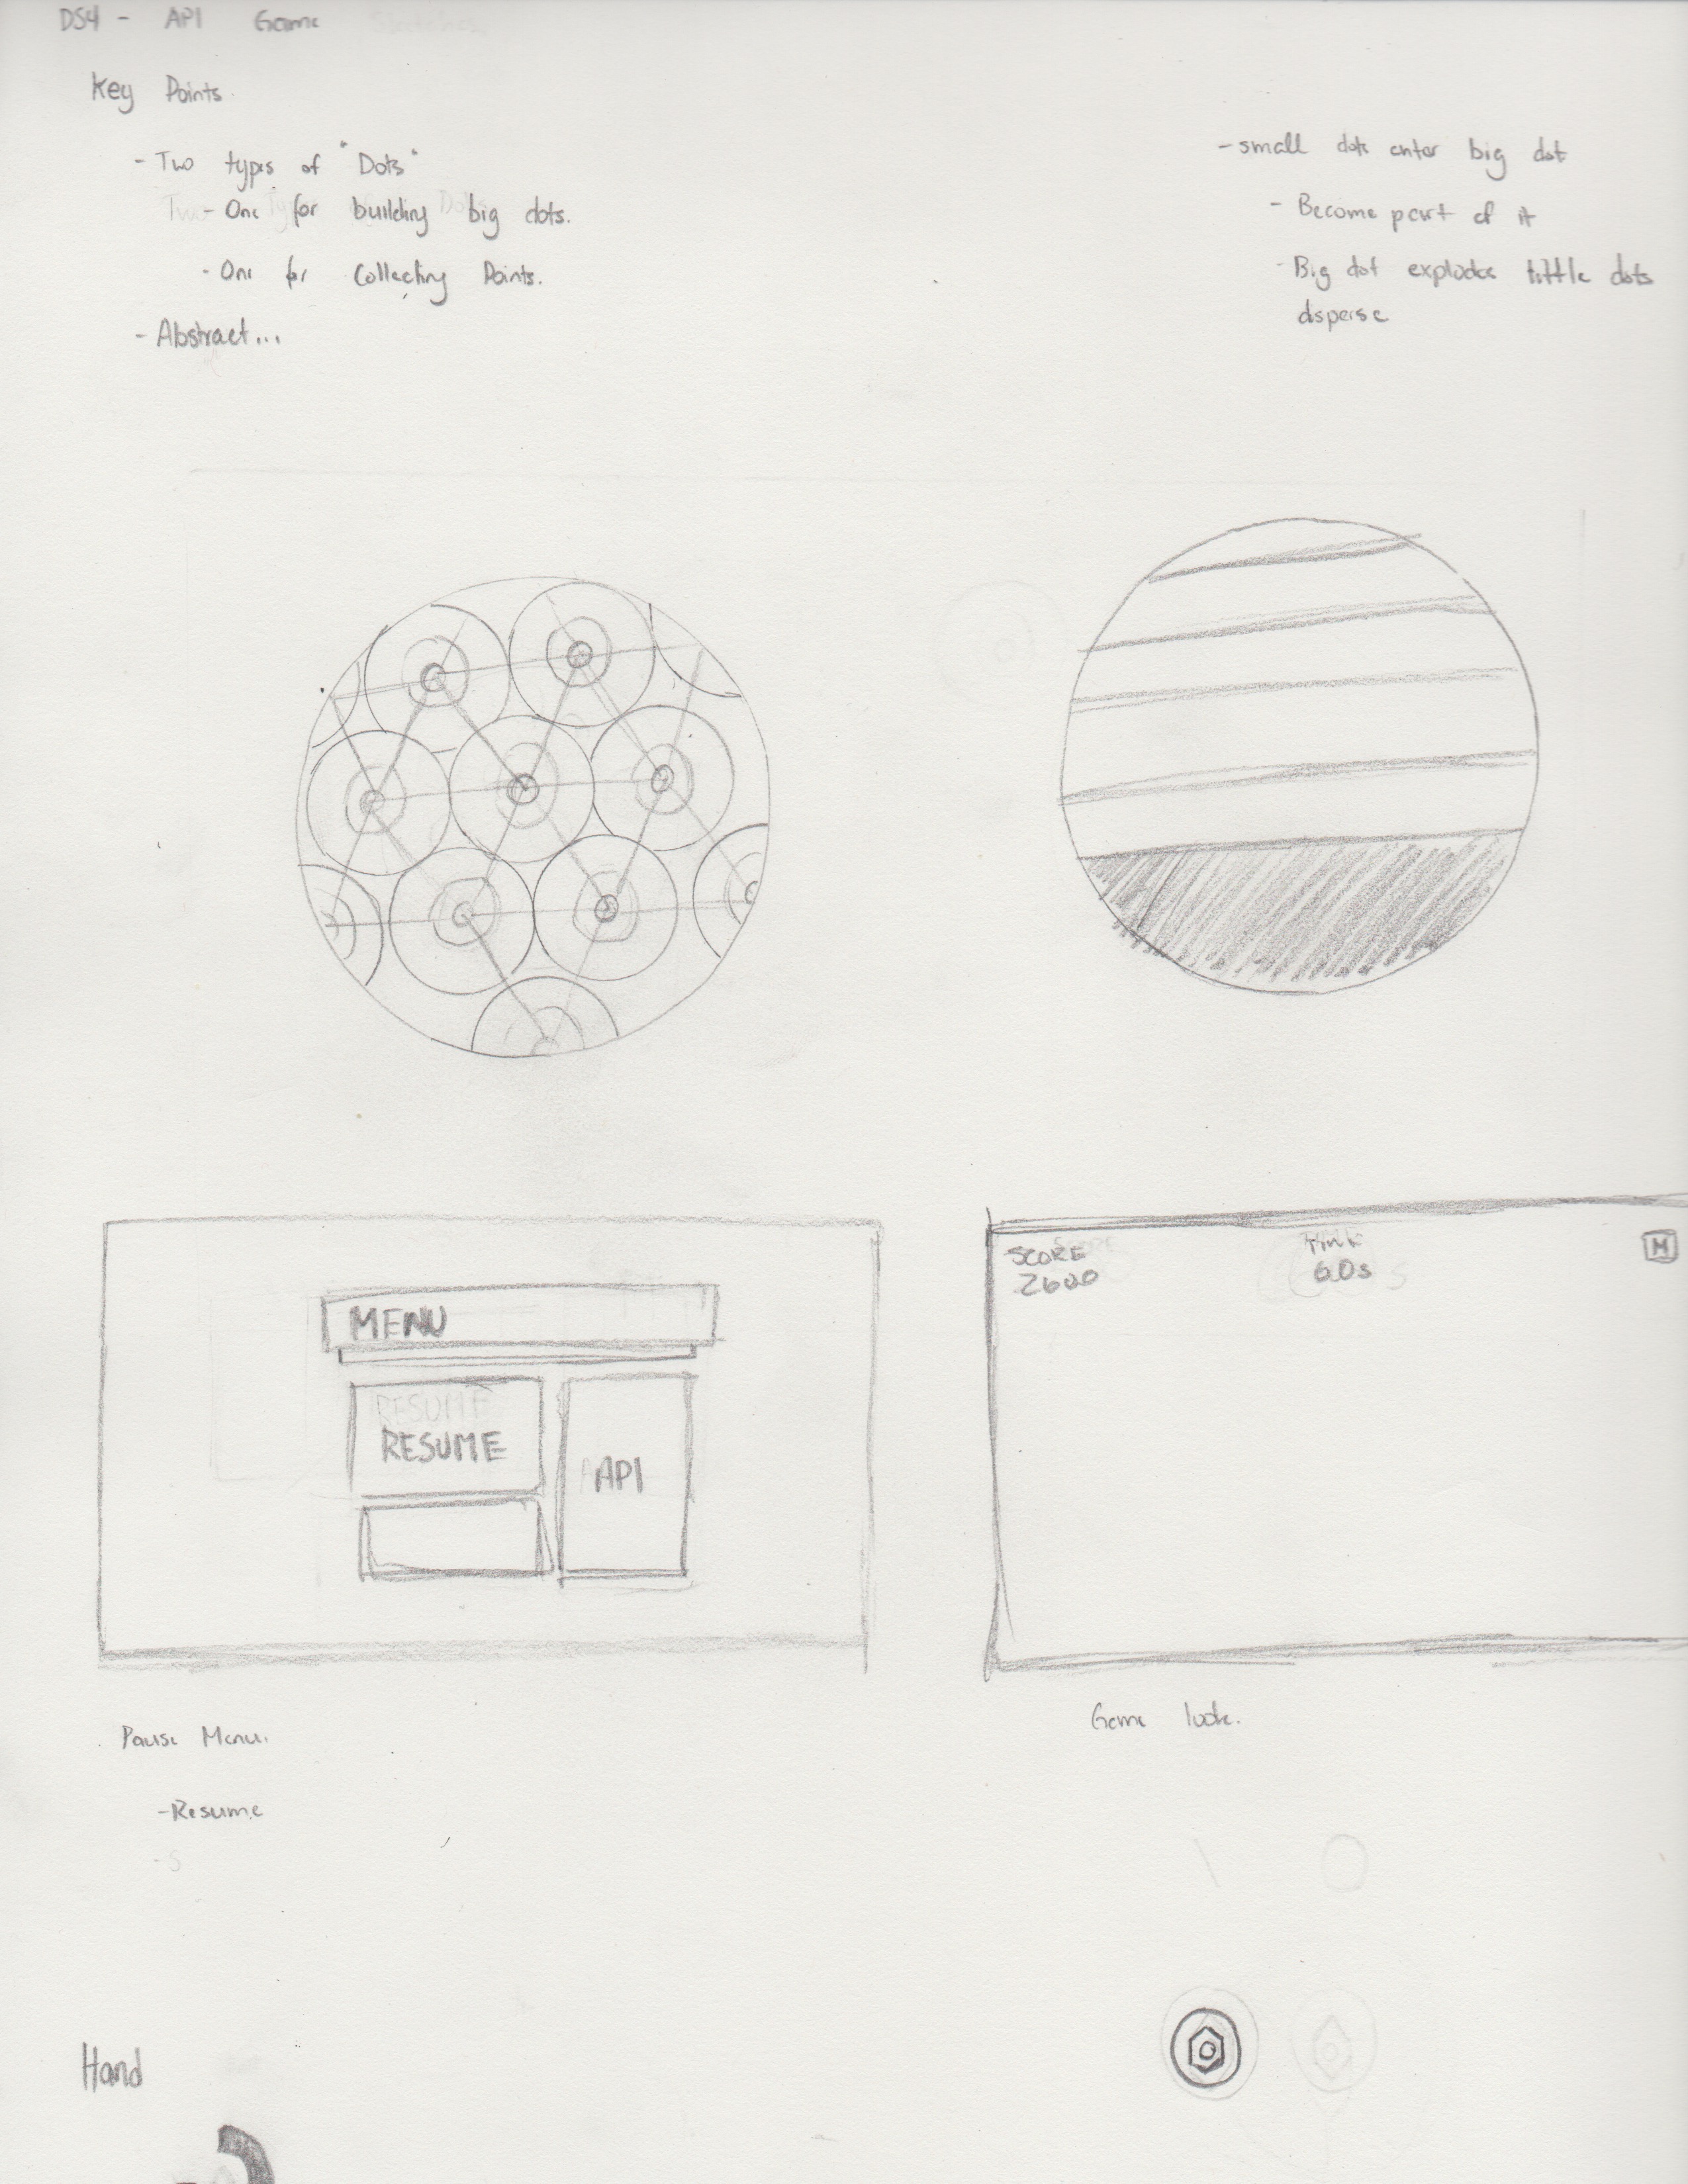 DS4 - API Game Sketches
Key Points.
- Two types of "Dots"
- One for building big dots.
- One for Collecting Points.
- Abstract...
- small dots enter big dot
- Become part of it
- Big dot explodes little dots
disperse
MENU
RESUME
RESUME
API
SCORE
2600
Time
60s
M
Pause Menu.
- Resume
- S
Game look.
Hand